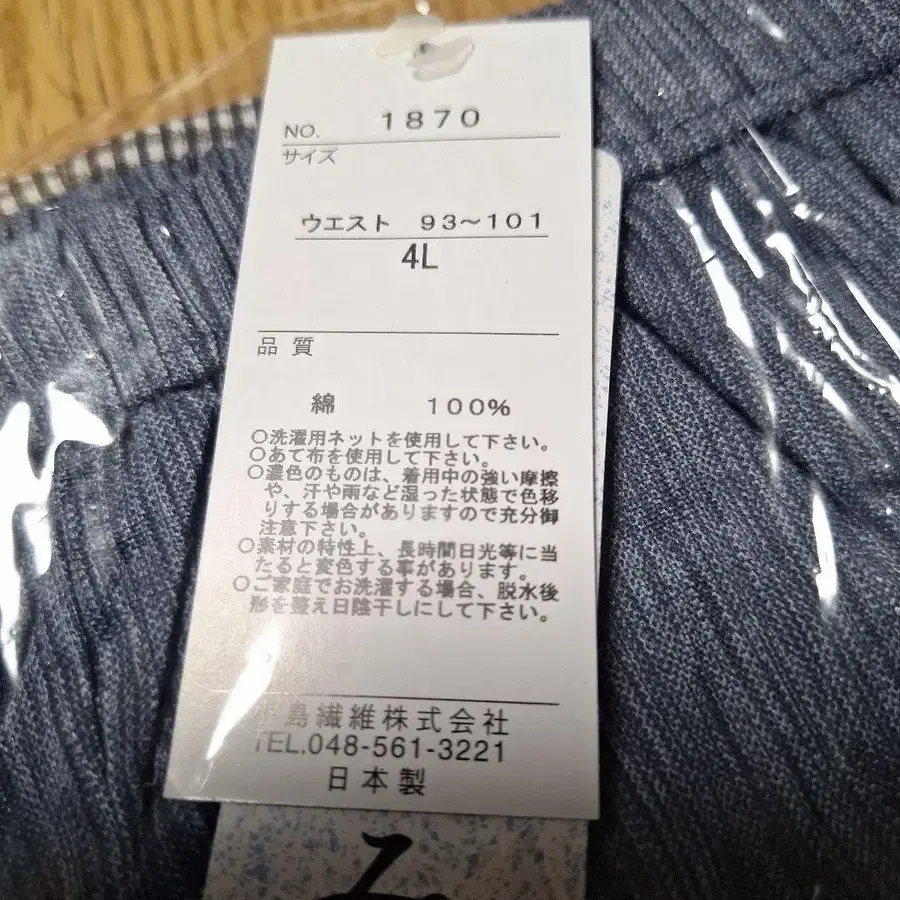 NO. 1870
サイズ
ウエスト 93～101
4L
品質
綿 100%
○洗濯用ネットを使用して下さい。
○あて布を使用して下さい。
○濃色のものは、着用中の強い摩擦
や、汗や雨など湿った状態で色移
りする場合がありますので充分御
注意下さい。
○素材の特性上、長時間日光等に当
たると変色する事があります。
○ご家庭でお洗濯する場合、脱水後
形を整え日陰干しにして下さい。
島繊維株式会社
TEL.048-561-3221
日本製